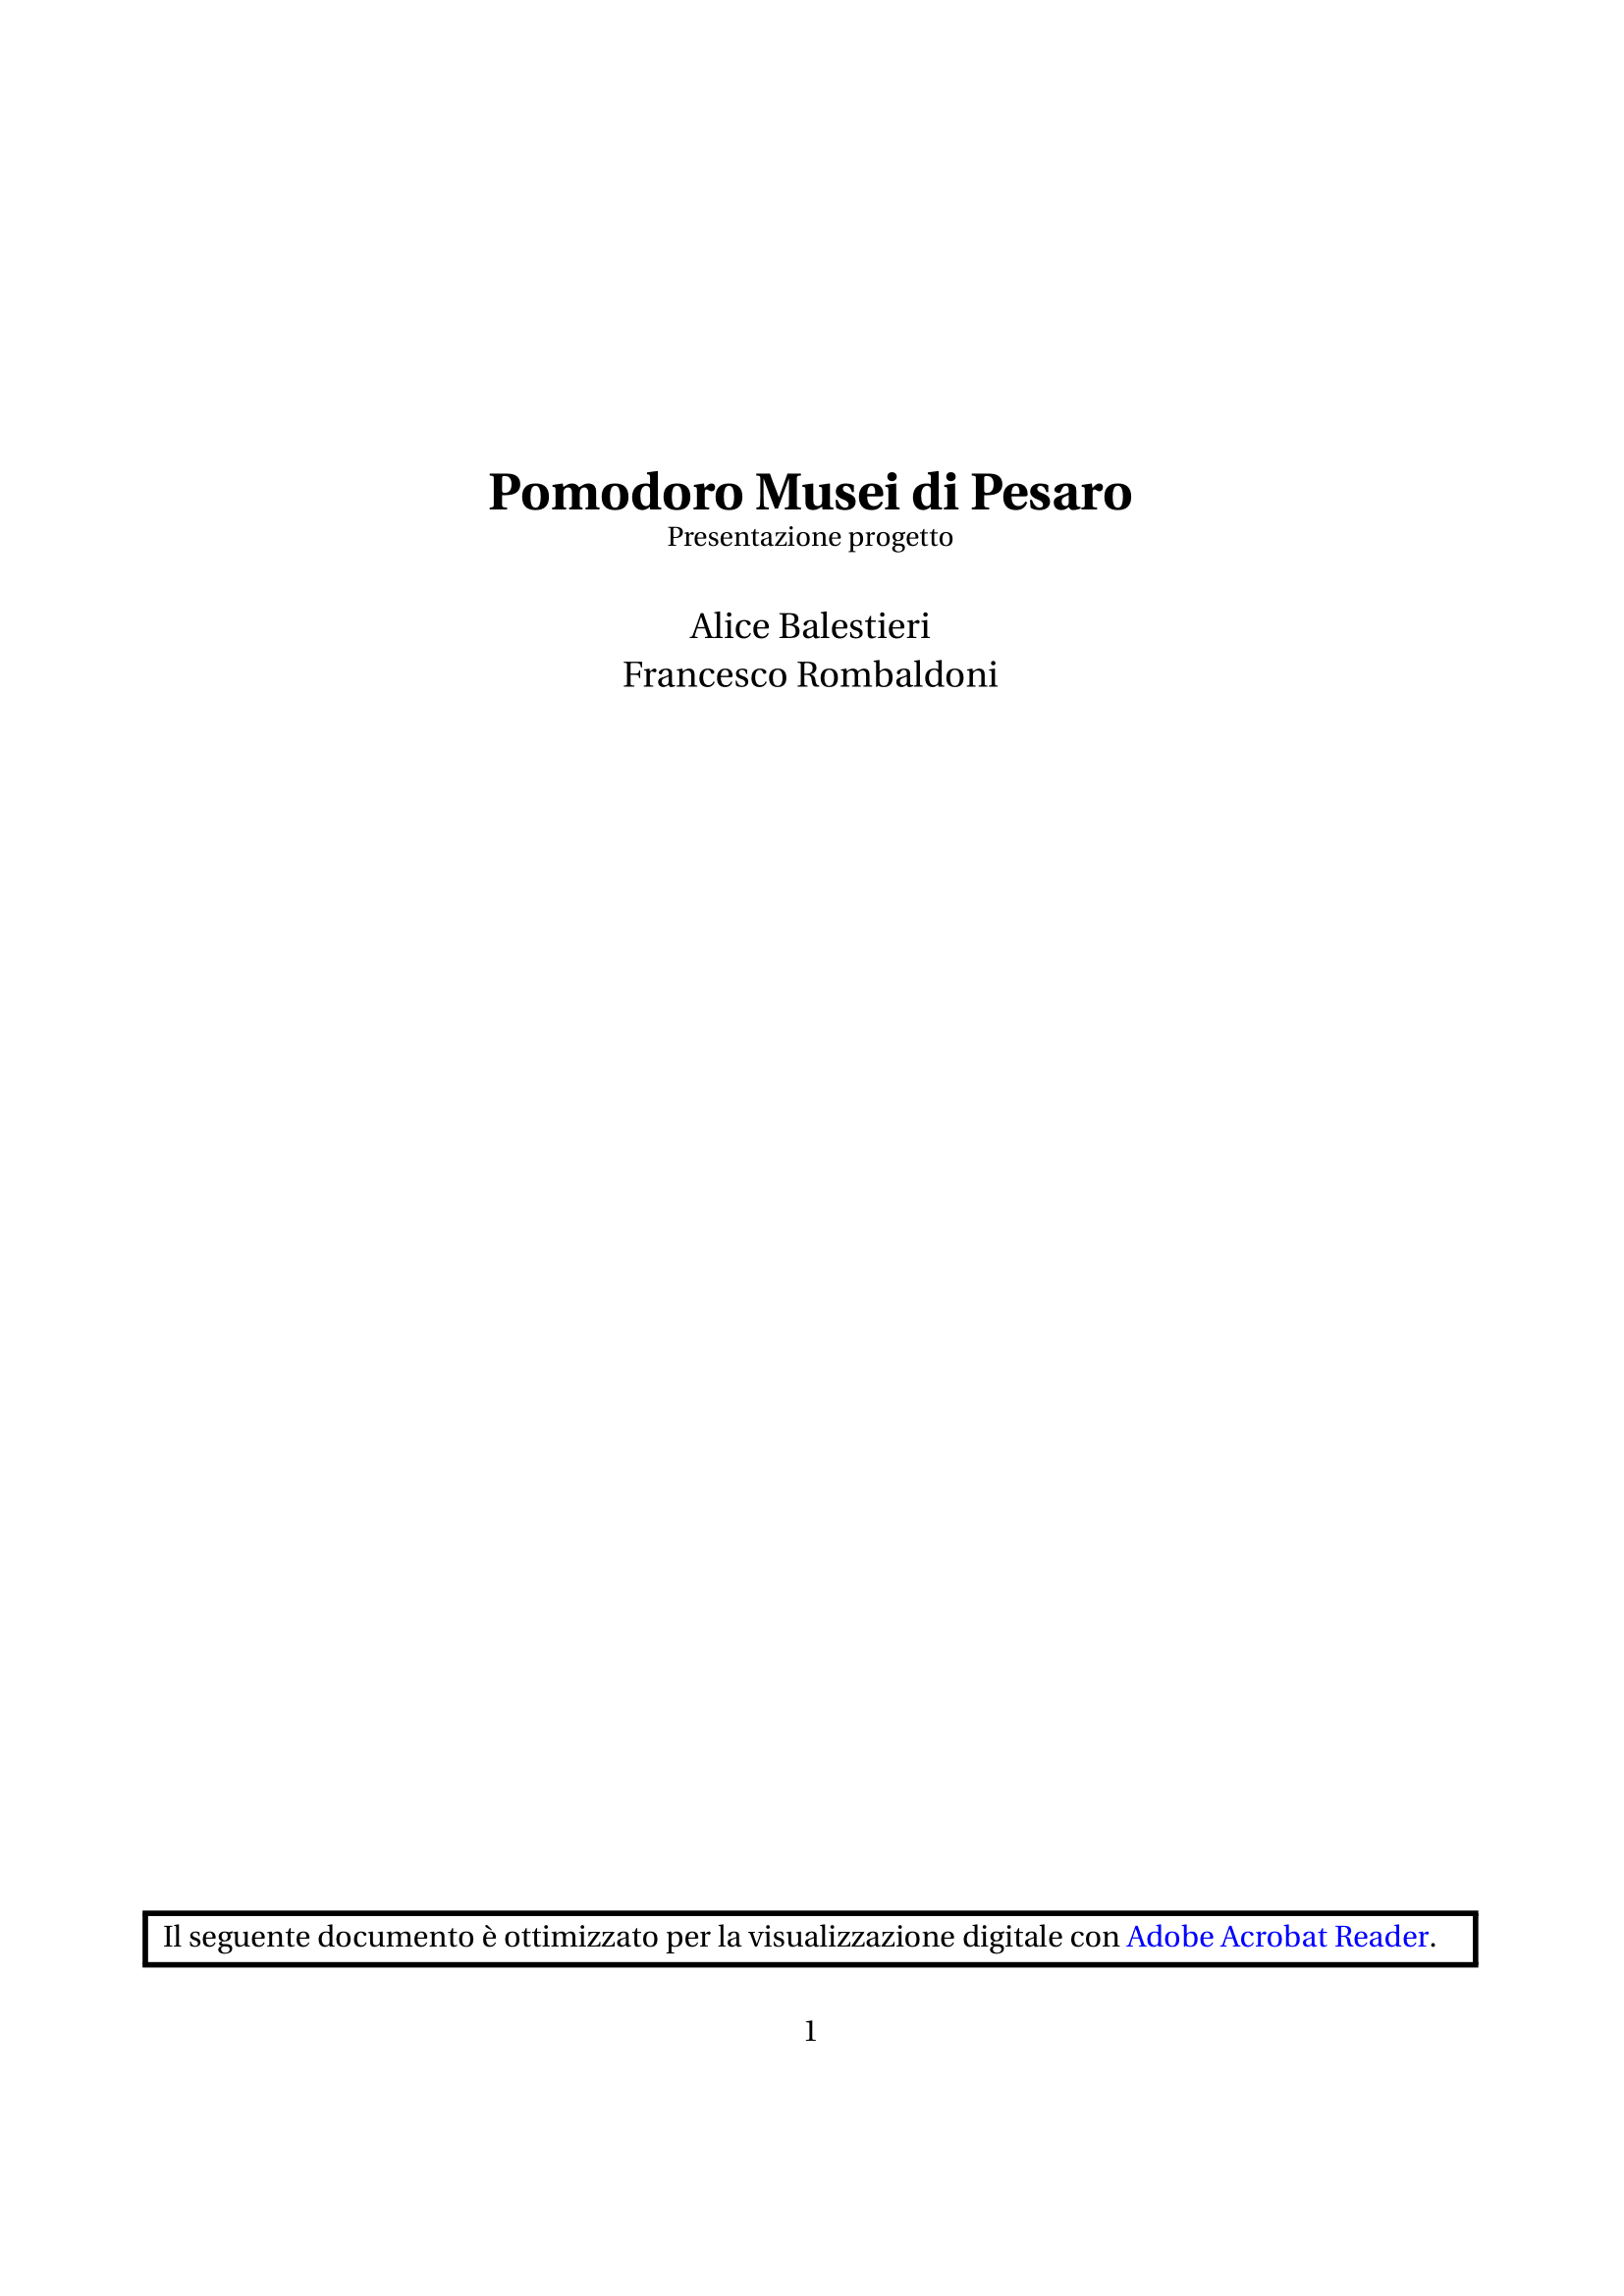 Pomodoro Musei di Pesaro
Presentazione progetto
Alice Balestieri
Francesco Rombaldoni
Il seguente documento è ottimizzato per la visualizzazione digitale con Adobe Acrobat Reader.
1